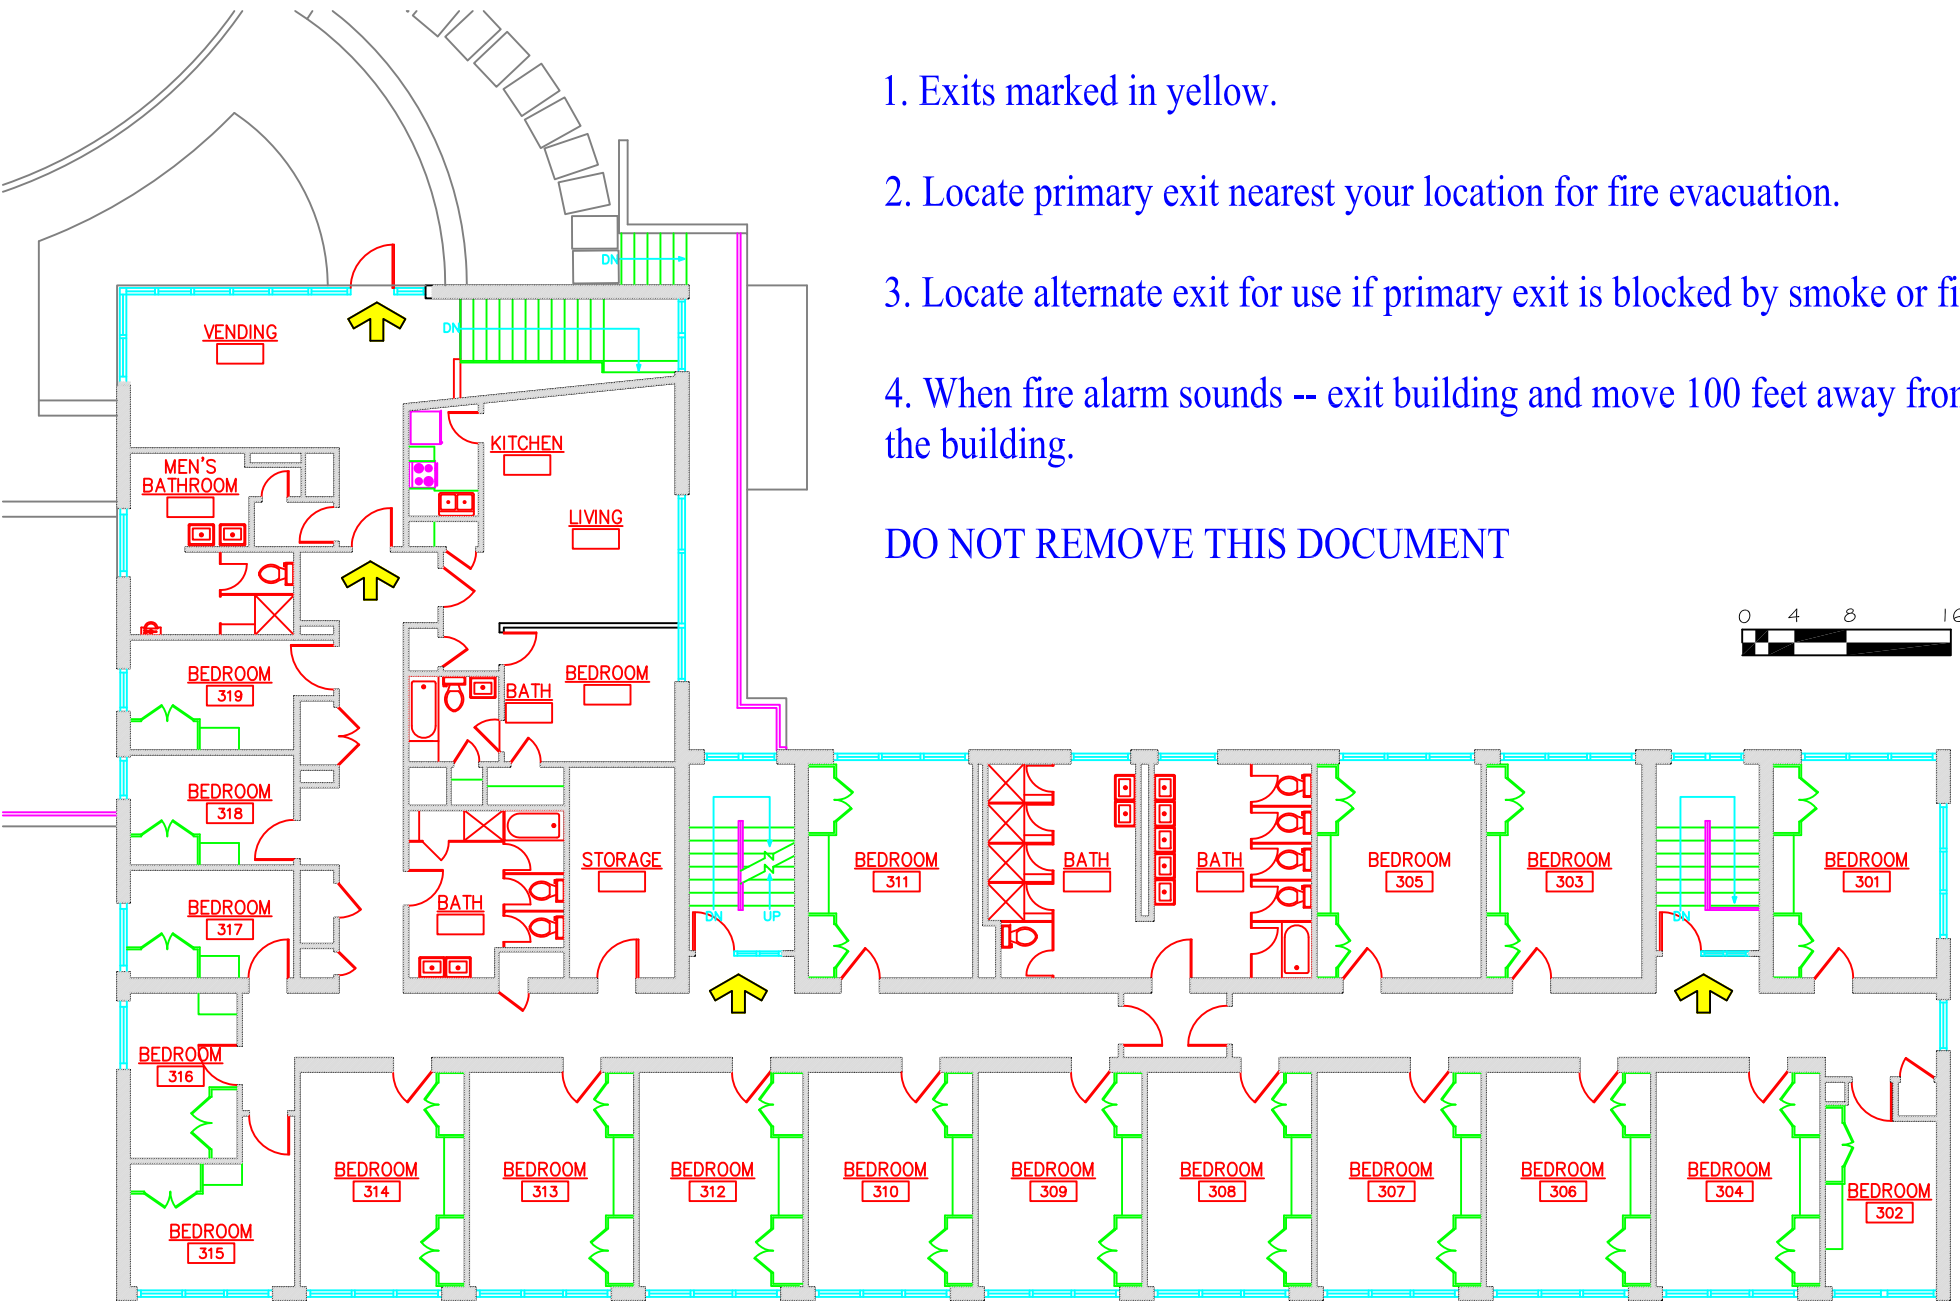 1. Exits marked in yellow.
2. Locate primary exit nearest your location for fire evacuation.
3. Locate alternate exit for use if primary exit is blocked by smoke or fi
4. When fire alarm sounds -- exit building and move 100 feet away from
the building.
DO NOT REMOVE THIS DOCUMENT
0 4 8 16
DN
DN
VENDING
KITCHEN
MEN'S
BATHROOM
LIVING
BEDROOM
319
BEDROOM
BATH
BEDROOM
318
STORAGE
BEDROOM
311
BATH
BATH
BEDROOM
305
BEDROOM
303
BEDROOM
301
BEDROOM
317
BATH
DN UP
DN
BEDROOM
316
BEDROOM
315
BEDROOM
314
BEDROOM
313
BEDROOM
312
BEDROOM
310
BEDROOM
309
BEDROOM
308
BEDROOM
307
BEDROOM
306
BEDROOM
304
BEDROOM
302